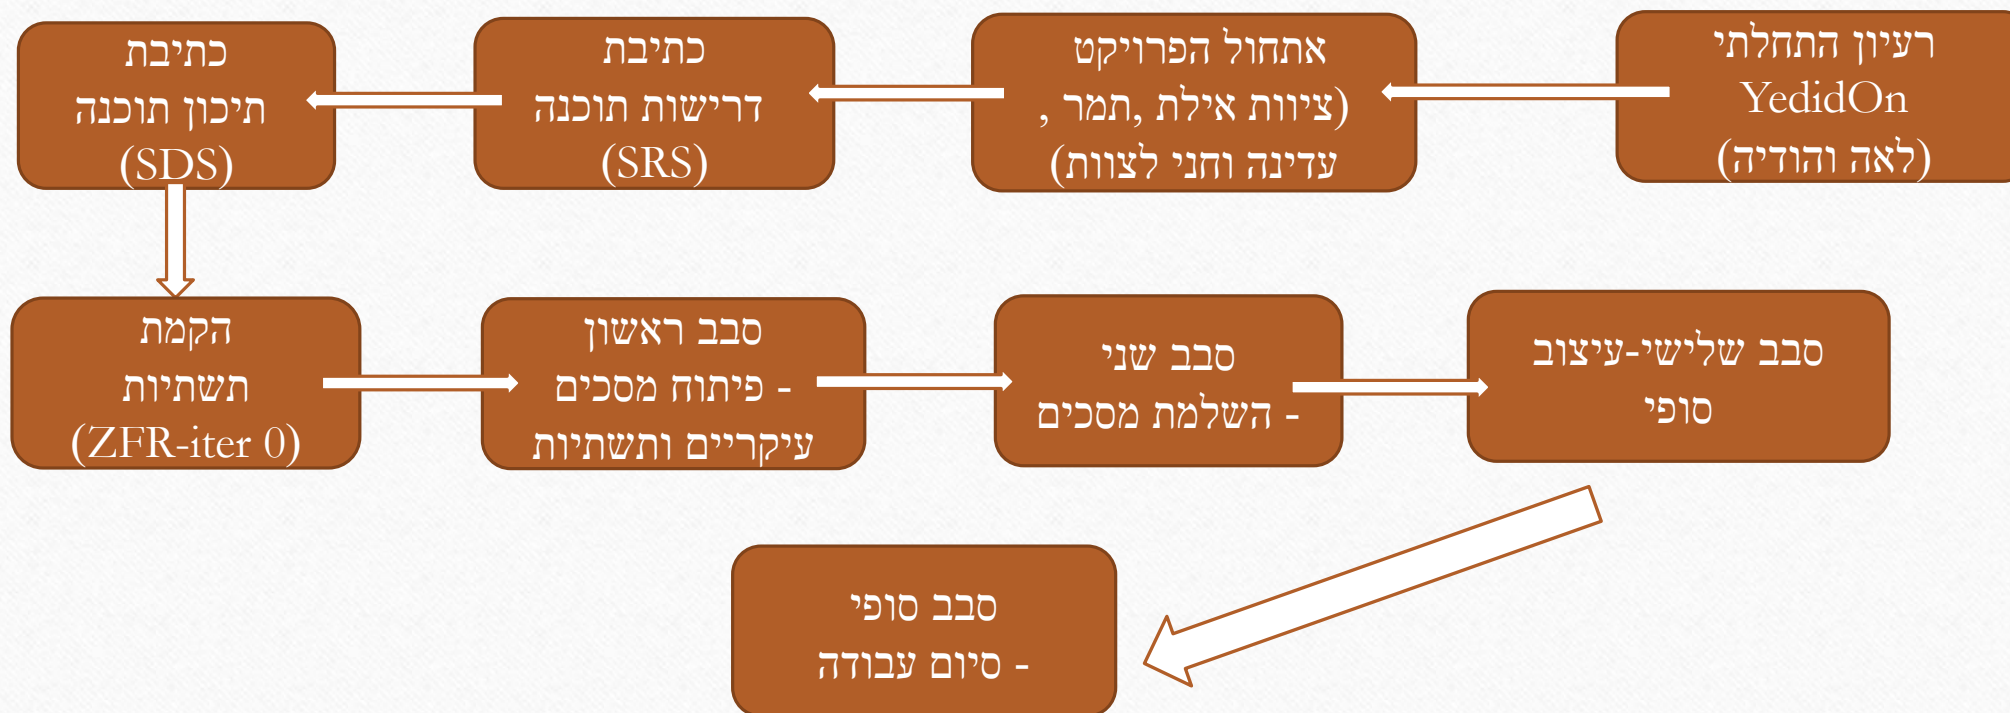 רעיון התחלתי
YedidOn
(לאה והודיה)
אתחול הפרויקט
(ציוות אילת ,תמר ,
עדינה וחני לצוות)
כתיבת
דרישות תוכנה
(SRS)
כתיבת
תיכון תוכנה
(SDS)
הקמת
תשתיות
(ZFR-iter 0)
סבב ראשון
- פיתוח מסכים
עיקריים ותשתיות
סבב שני
- השלמת מסכים
סבב שלישי-עיצוב
סופי
סבב סופי
- סיום עבודה